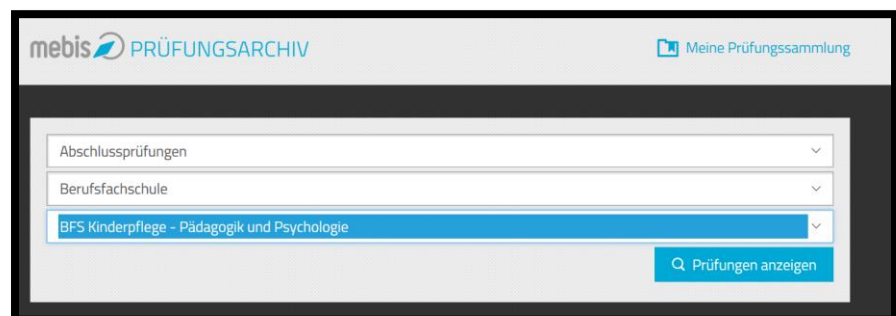 mebis PRÜFUNGSARCHIV
Meine Prüfungssammlung
Abschlussprüfungen
Berufsfachschule
BFS Kinderpflege - Pädagogik und Psychologie
Prüfungen anzeigen